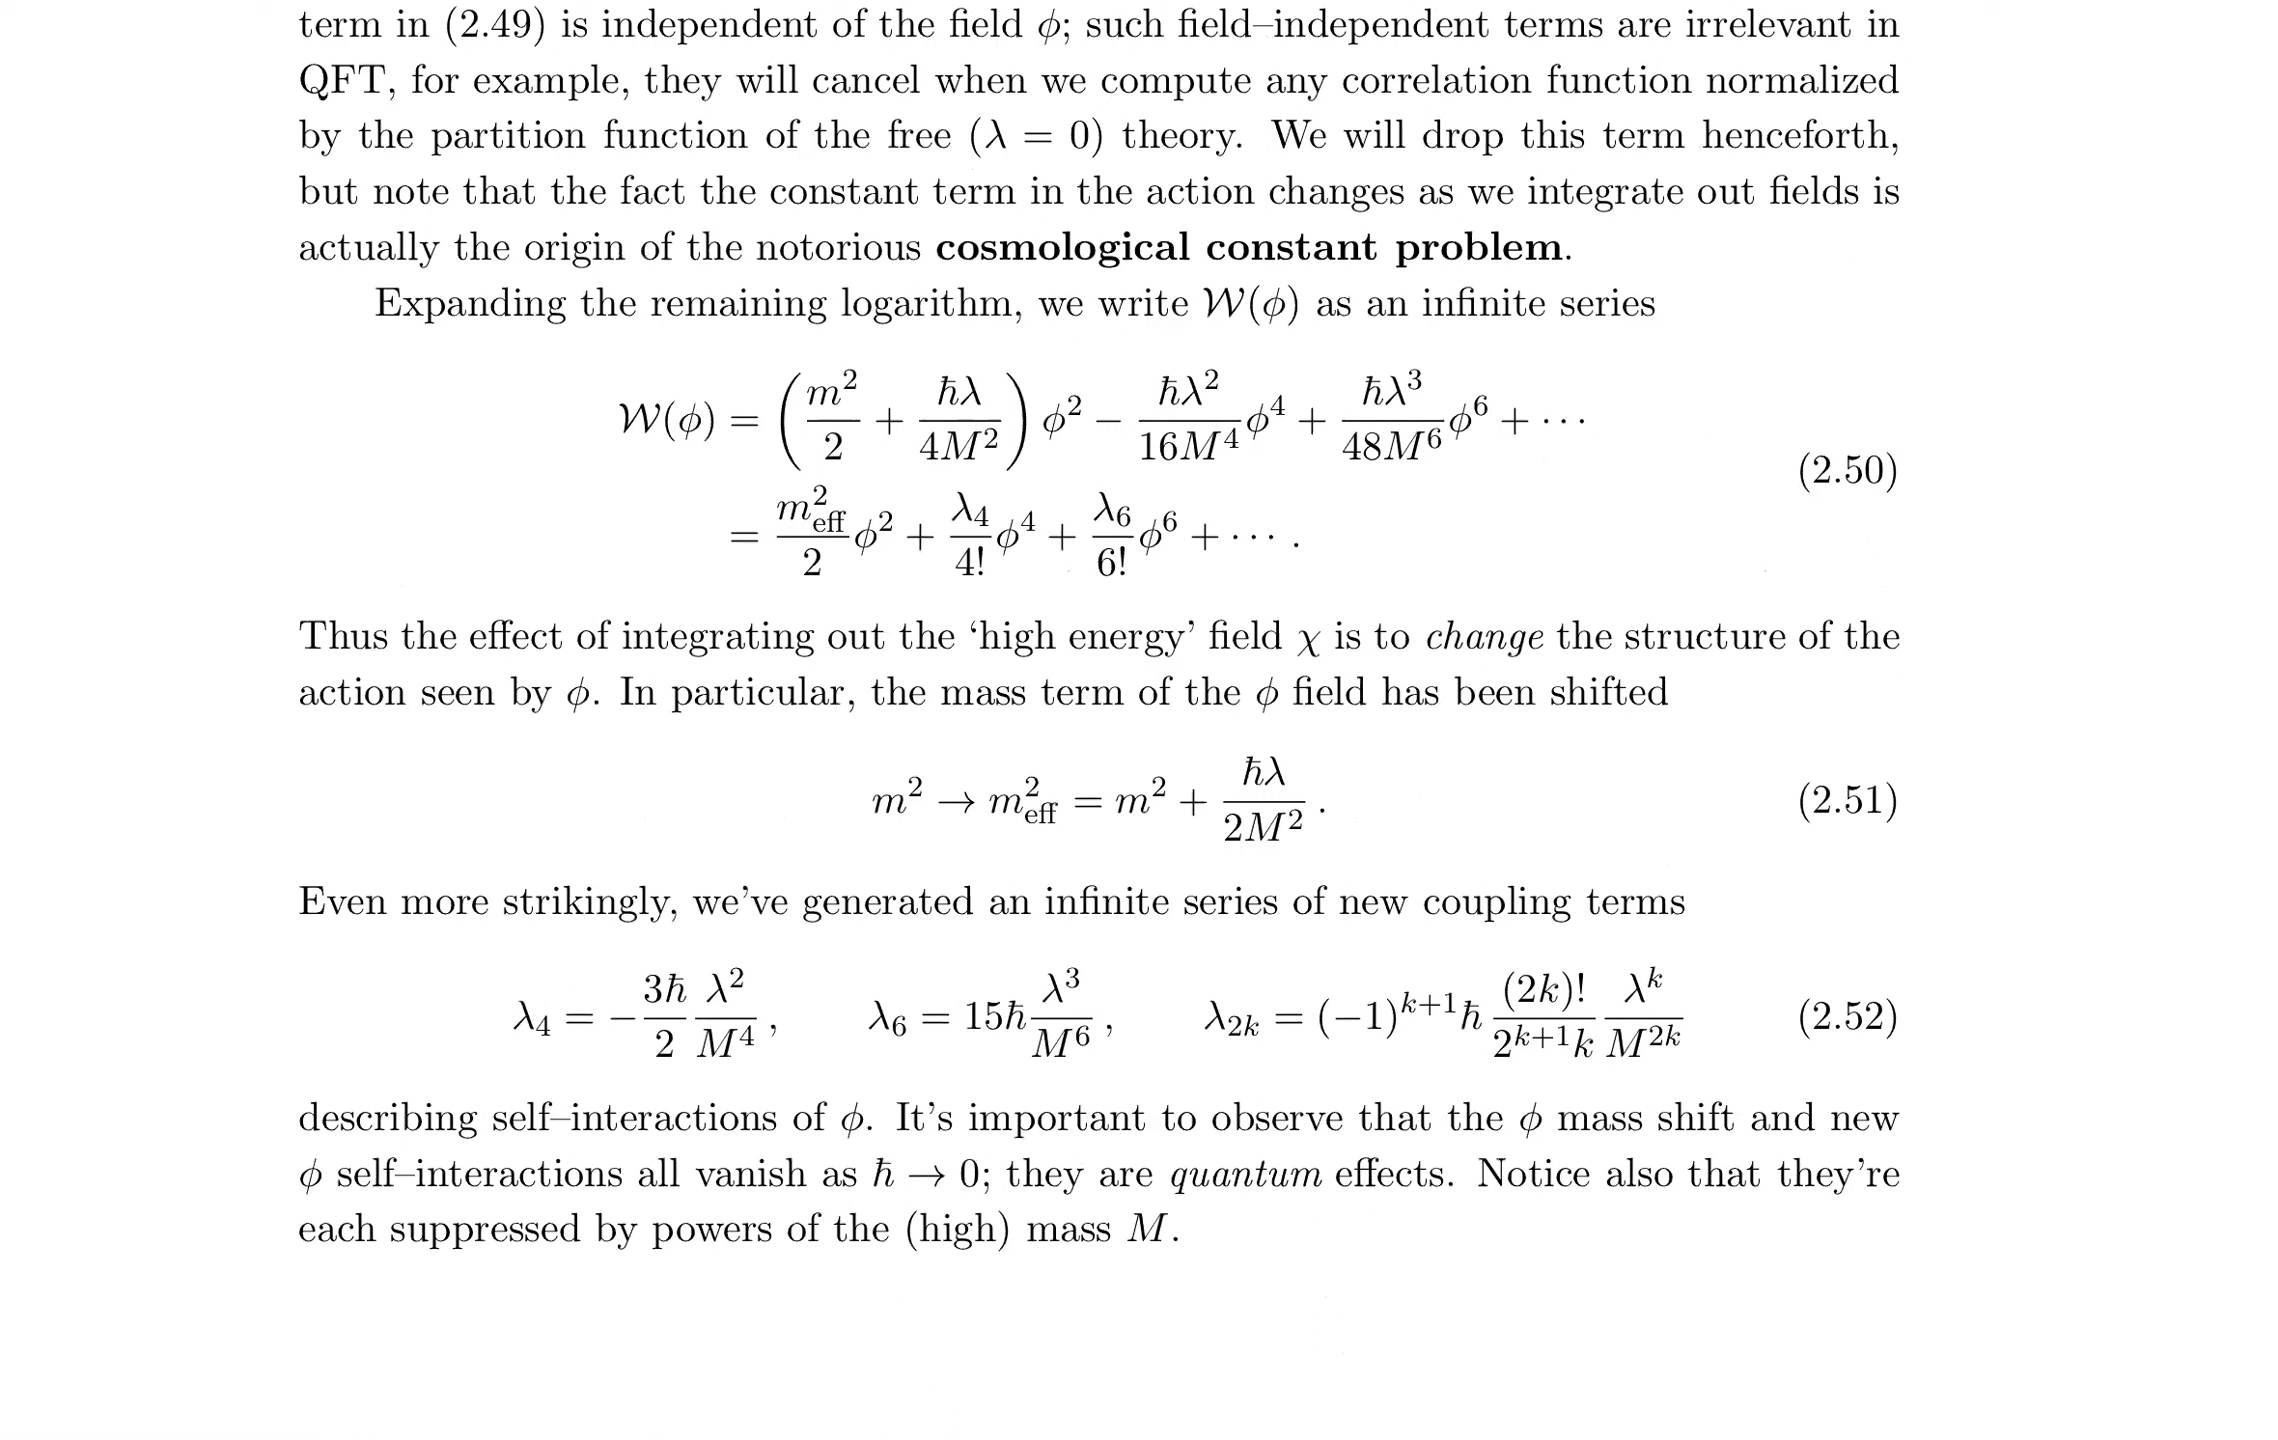 term in (2.49) is independent of the field ϕ; such field–independent terms are irrelevant in
QFT, for example, they will cancel when we compute any correlation function normalized
by the partition function of the free (λ = 0) theory. We will drop this term henceforth,
but note that the fact the constant term in the action changes as we integrate out fields is
actually the origin of the notorious cosmological constant problem.
Expanding the remaining logarithm, we write 𝒲(ϕ) as an infinite series
𝒲(ϕ) = (m²/2 + ħλ/4M²) ϕ² − ħλ²/16M⁴ ϕ⁴ + ħλ³/48M⁶ ϕ⁶ + ⋯
= m²_eff/2 ϕ² + λ₄/4! ϕ⁴ + λ₆/6! ϕ⁶ + ⋯ . (2.50)
Thus the effect of integrating out the ‘high energy’ field χ is to change the structure of the
action seen by ϕ. In particular, the mass term of the ϕ field has been shifted
m² → m²_eff = m² + ħλ/2M² . (2.51)
Even more strikingly, we’ve generated an infinite series of new coupling terms
λ₄ = −3ħ/2 λ²/M⁴ , λ₆ = 15ħ λ³/M⁶ , λ_2k = (−1)^{k+1} ħ (2k)!/2^{k+1}k λ^k/M^{2k} (2.52)
describing self–interactions of ϕ. It’s important to observe that the ϕ mass shift and new
ϕ self–interactions all vanish as ħ → 0; they are quantum effects. Notice also that they’re
each suppressed by powers of the (high) mass M.